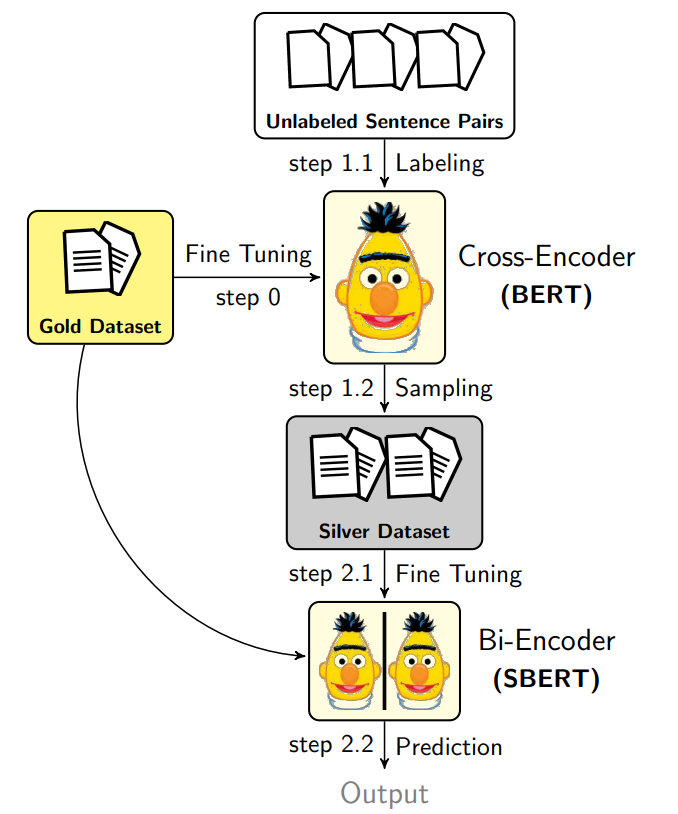 Unlabeled Sentence Pairs
step 1.1 Labeling
Gold Dataset
Fine Tuning
step 0
Cross-Encoder
(BERT)
step 1.2 Sampling
Silver Dataset
step 2.1 Fine Tuning
Bi-Encoder
(SBERT)
step 2.2 Prediction
Output